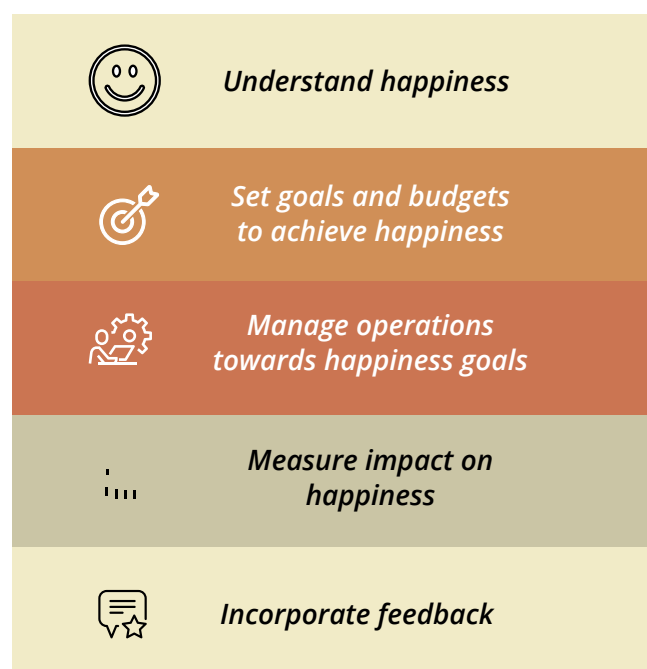 Understand happiness
Set goals and budgets
to achieve happiness
Manage operations
towards happiness goals
Measure impact on
happiness
Incorporate feedback